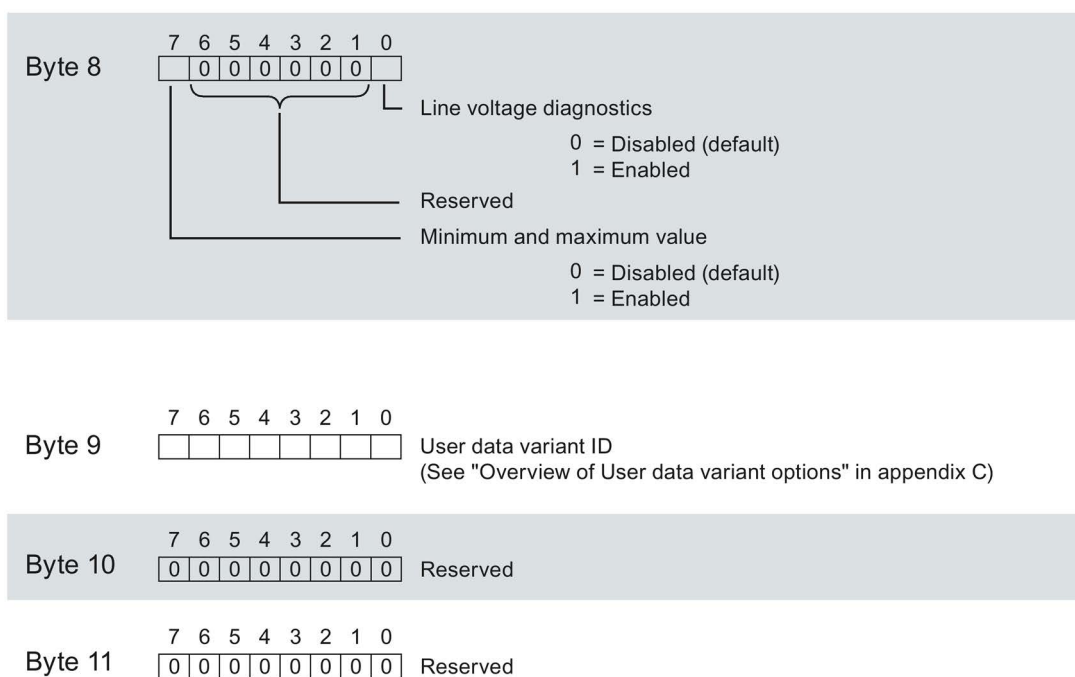 7 6 5 4 3 2 1 0
Byte 8 0 0 0 0 0 0
Line voltage diagnostics
0 = Disabled (default)
1 = Enabled
Reserved
Minimum and maximum value
0 = Disabled (default)
1 = Enabled
7 6 5 4 3 2 1 0
Byte 9 User data variant ID
(See "Overview of User data variant options" in appendix C)
7 6 5 4 3 2 1 0
Byte 10 0 0 0 0 0 0 0 0 Reserved
7 6 5 4 3 2 1 0
Byte 11 0 0 0 0 0 0 0 0 Reserved